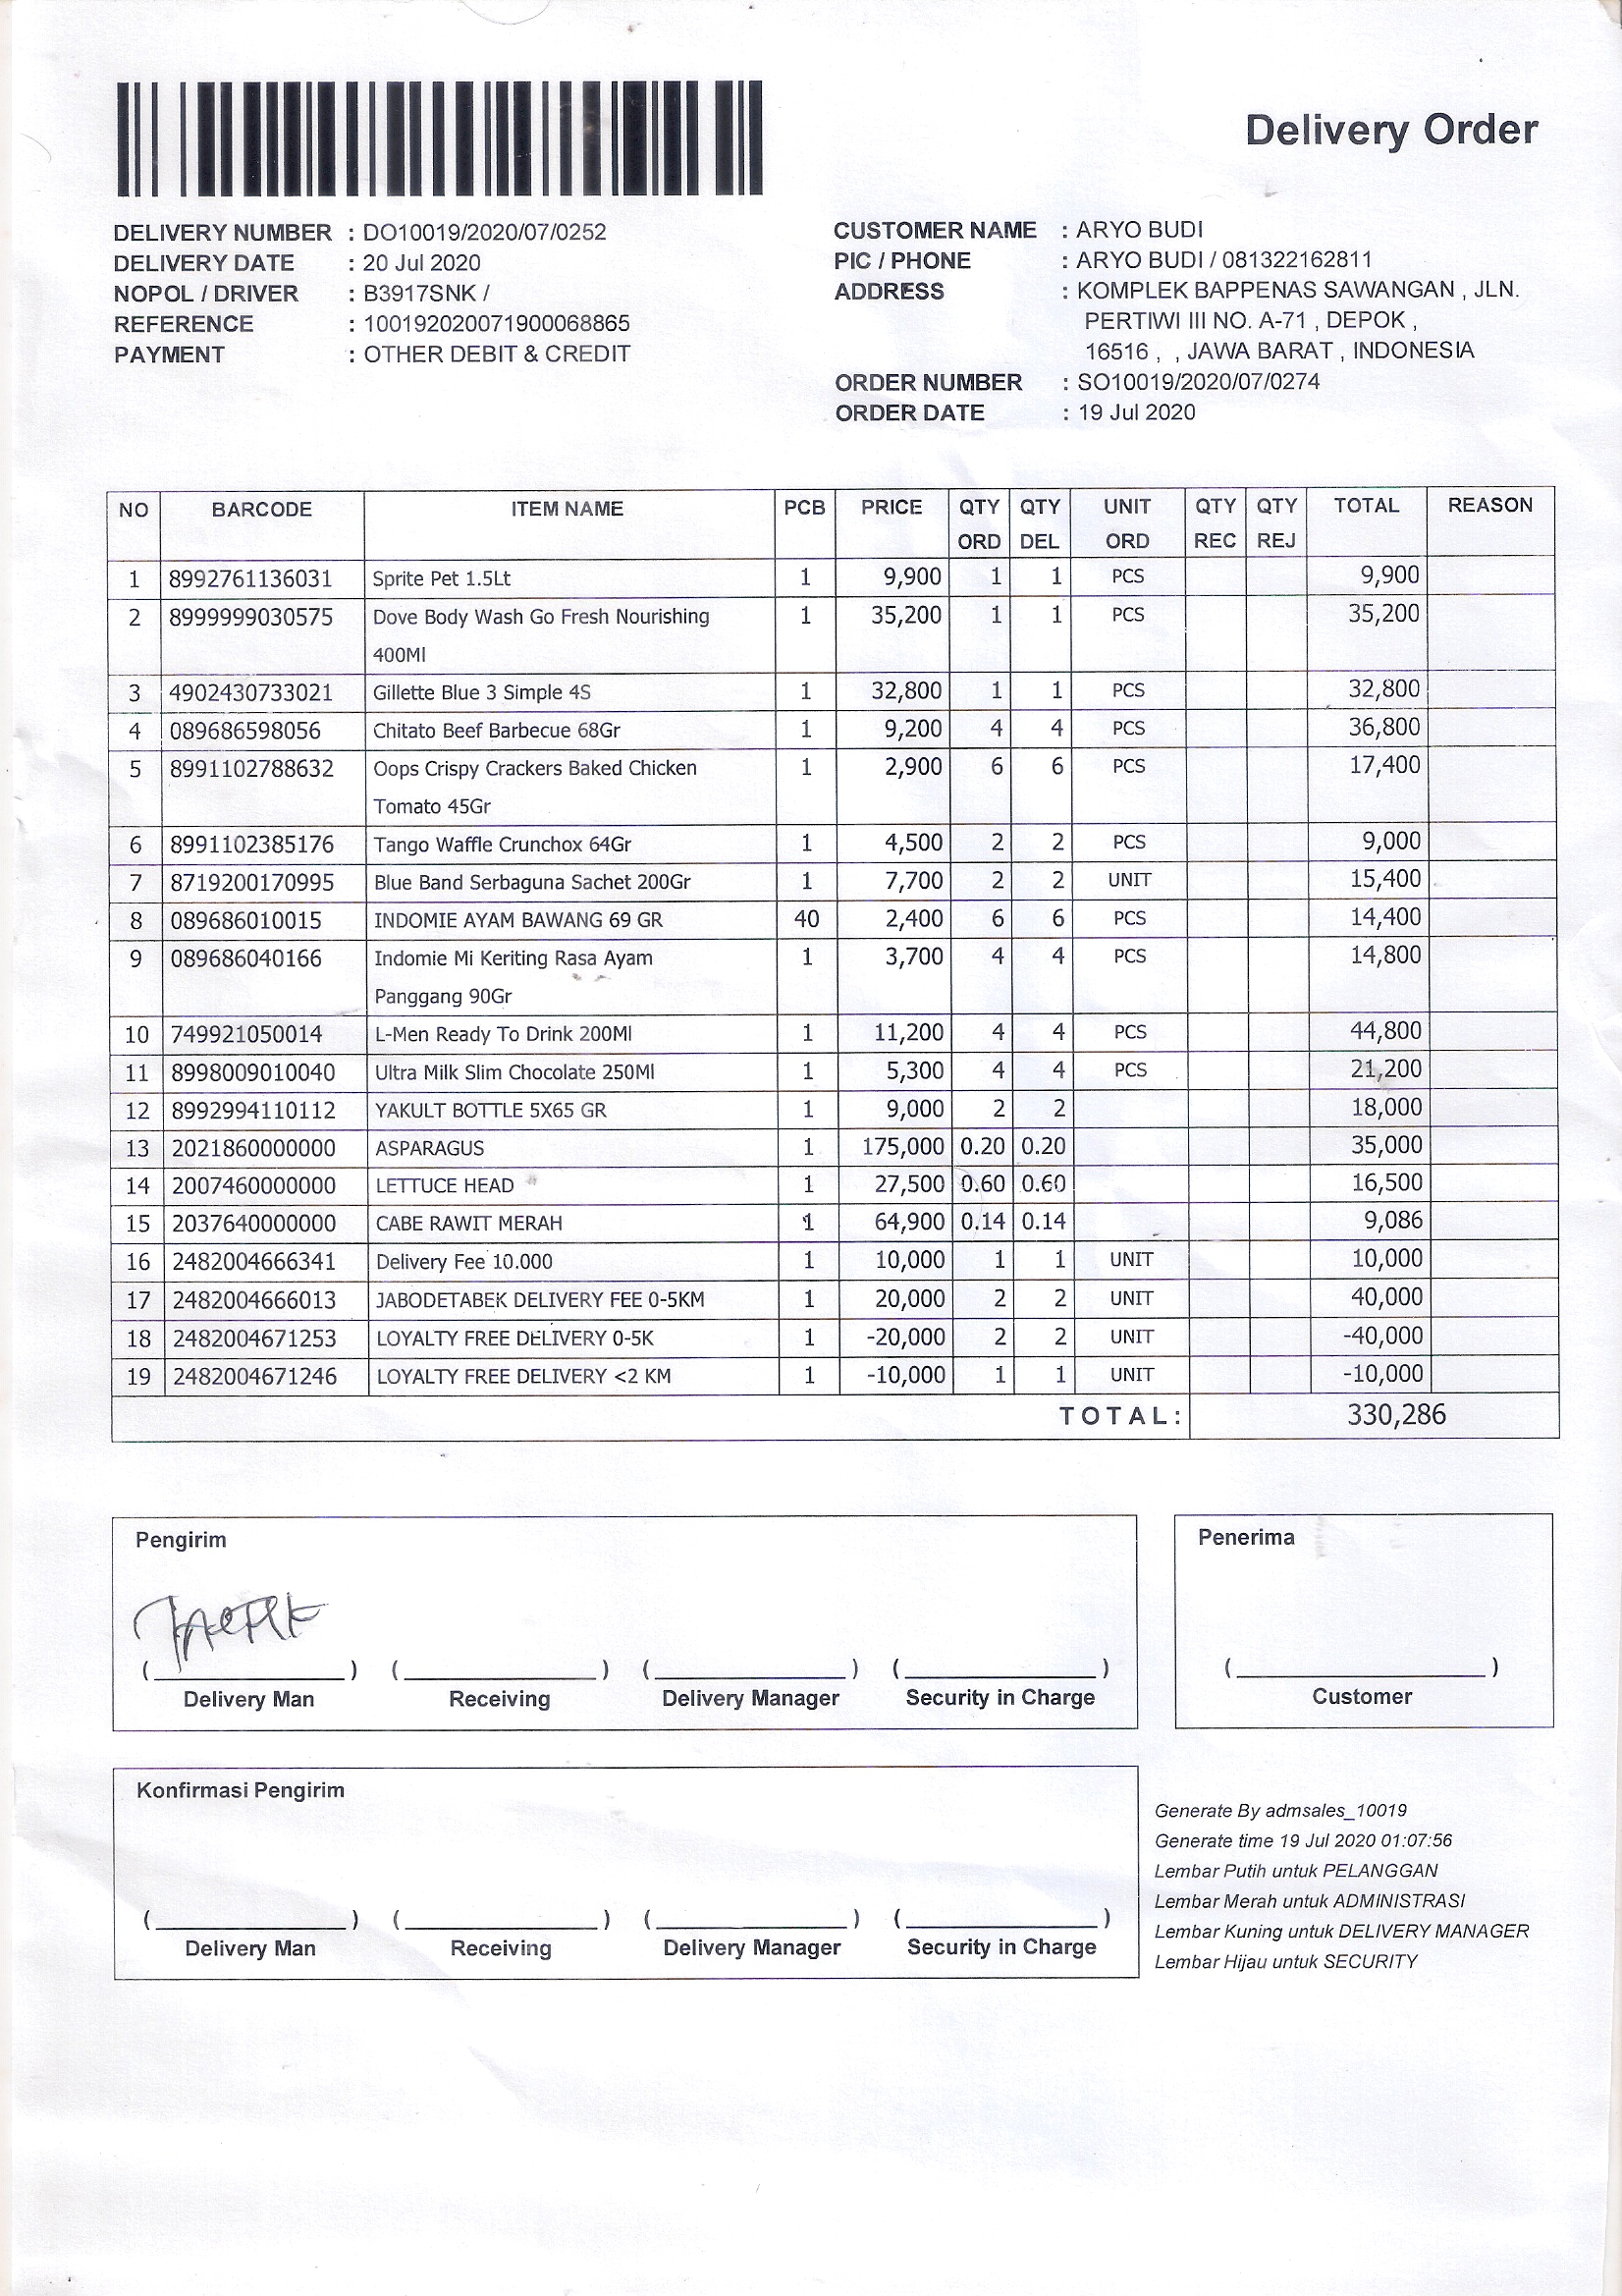 Delivery Order
DELIVERY NUMBER : DO10019/2020/07/0252
DELIVERY DATE : 20 Jul 2020
NOPOL / DRIVER : B3917SNK /
REFERENCE : 100192020071900068865
PAYMENT : OTHER DEBIT & CREDIT
CUSTOMER NAME : ARYO BUDI
PIC / PHONE : ARYO BUDI / 081322162811
ADDRESS : KOMPLEK BAPPENAS SAWANGAN , JLN.
PERTIWI III NO. A-71 , DEPOK ,
16516 , , JAWA BARAT , INDONESIA
ORDER NUMBER : SO10019/2020/07/0274
ORDER DATE : 19 Jul 2020
NO BARCODE ITEM NAME PCB PRICE QTY ORD QTY DEL UNIT ORD QTY REC QTY REJ TOTAL REASON
1 8992761136031 Sprite Pet 1.5Lt 1 9,900 1 1 PCS 9,900
2 8999999030575 Dove Body Wash Go Fresh Nourishing 1 35,200 1 1 PCS 35,200
400Ml
3 4902430733021 Gillette Blue 3 Simple 4S 1 32,800 1 1 PCS 32,800
4 089686598056 Chitato Beef Barbecue 68Gr 1 9,200 4 4 PCS 36,800
5 8991102788632 Oops Crispy Crackers Baked Chicken 1 2,900 6 6 PCS 17,400
Tomato 45Gr
6 8991102385176 Tango Waffle Crunchox 64Gr 1 4,500 2 2 PCS 9,000
7 8719200170995 Blue Band Serbaguna Sachet 200Gr 1 7,700 2 2 UNIT 15,400
8 089686010015 INDOMIE AYAM BAWANG 69 GR 40 2,400 6 6 PCS 14,400
9 089686040166 Indomie Mi Keriting Rasa Ayam 1 3,700 4 4 PCS 14,800
Panggang 90Gr
10 749921050014 L-Men Ready To Drink 200Ml 1 11,200 4 4 PCS 44,800
11 8998009010040 Ultra Milk Slim Chocolate 250Ml 1 5,300 4 4 PCS 21,200
12 8992994110112 YAKULT BOTTLE 5X65 GR 1 9,000 2 2 18,000
13 2021860000000 ASPARAGUS 1 175,000 0.20 0.20 35,000
14 2007460000000 LETTUCE HEAD 1 27,500 0.60 0.60 16,500
15 2037640000000 CABE RAWIT MERAH 1 64,900 0.14 0.14 9,086
16 2482004666341 Delivery Fee 10.000 1 10,000 1 1 UNIT 10,000
17 2482004666013 JABODETABEK DELIVERY FEE 0-5KM 1 20,000 2 2 UNIT 40,000
18 2482004671253 LOYALTY FREE DELIVERY 0-5K 1 -20,000 2 2 UNIT -40,000
19 2482004671246 LOYALTY FREE DELIVERY <2 KM 1 -10,000 1 1 UNIT -10,000
TOTAL: 330,286
Pengirim
(____) (____) (____) (____)
Delivery Man Receiving Delivery Manager Security in Charge
Penerima
(____)
Customer
Konfirmasi Pengirim
(____) (____) (____) (____)
Delivery Man Receiving Delivery Manager Security in Charge
Generate By admsales_10019
Generate time 19 Jul 2020 01:07:56
Lembar Putih untuk PELANGGAN
Lembar Merah untuk ADMINISTRASI
Lembar Kuning untuk DELIVERY MANAGER
Lembar Hijau untuk SECURITY